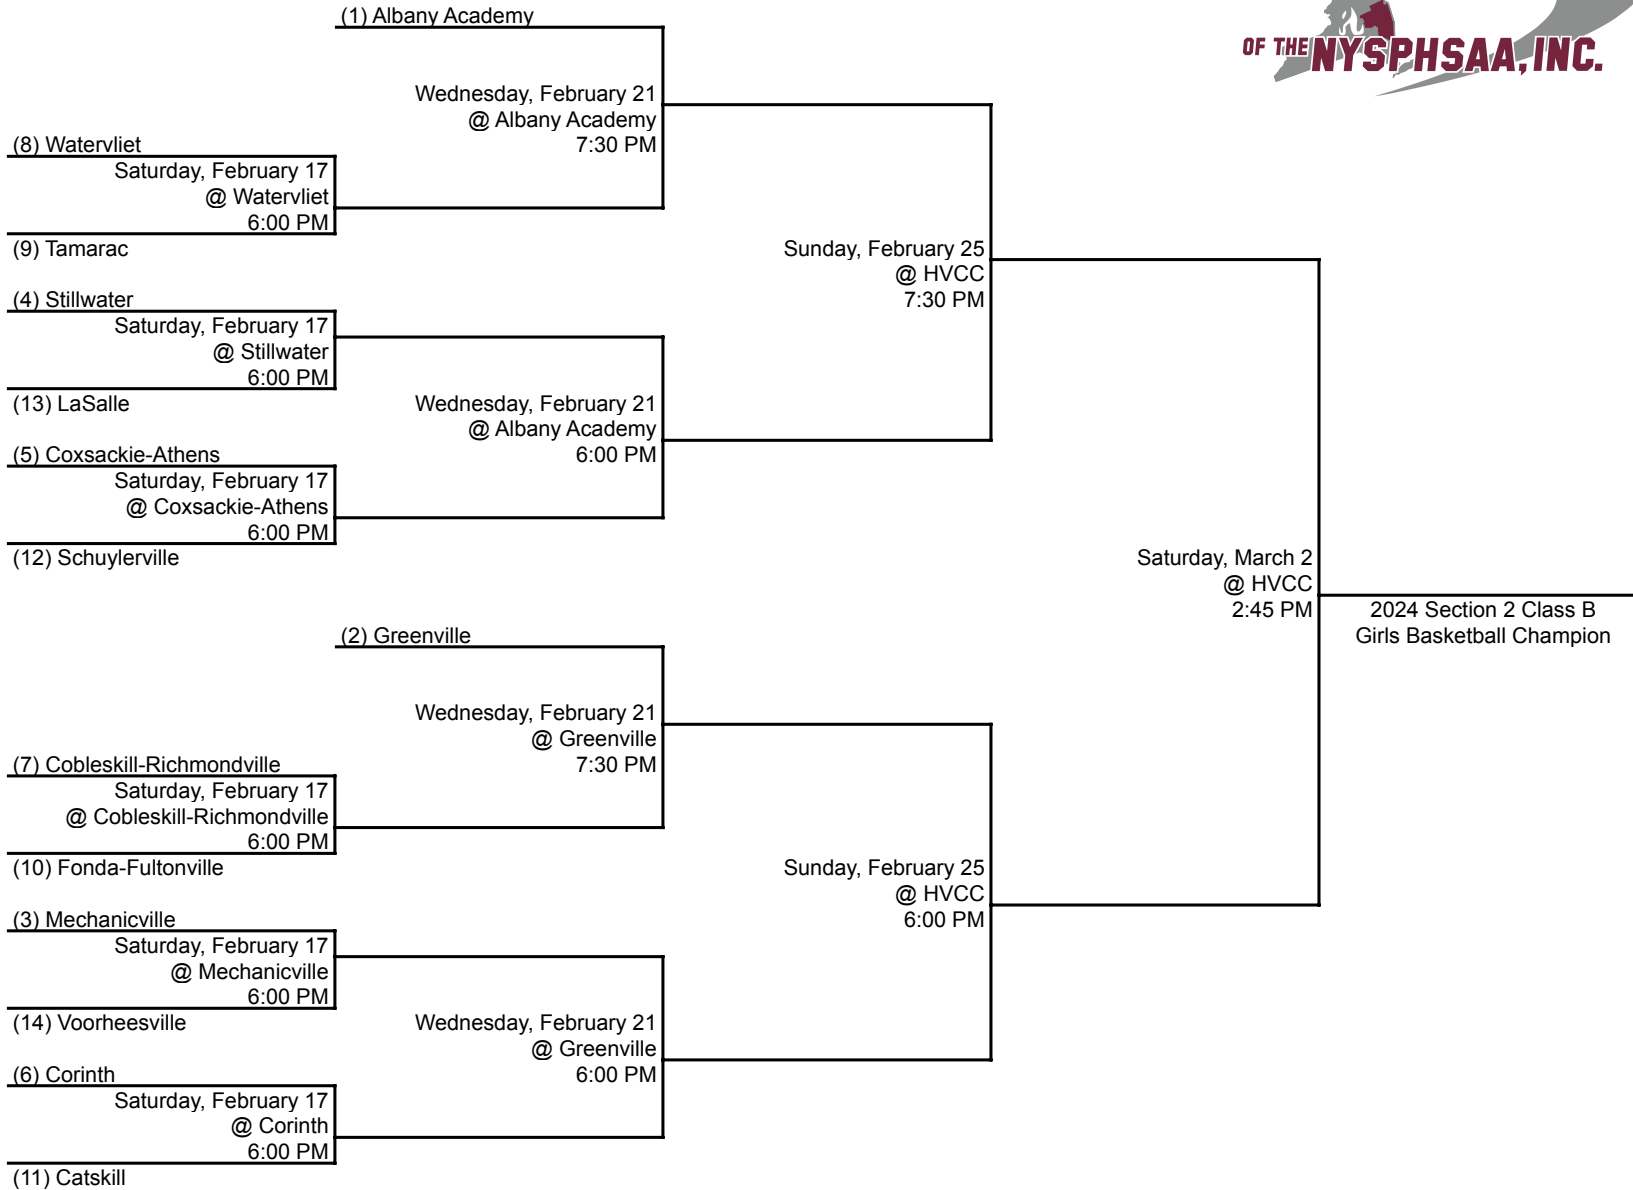 (1) Albany Academy
OF THE NYSPHSAA, INC.
Wednesday, February 21
@ Albany Academy
7:30 PM
(8) Watervliet
Saturday, February 17
@ Watervliet
6:00 PM
(9) Tamarac
Sunday, February 25
@ HVCC
7:30 PM
(4) Stillwater
Saturday, February 17
@ Stillwater
6:00 PM
(13) LaSalle
Wednesday, February 21
@ Albany Academy
6:00 PM
(5) Coxsackie-Athens
Saturday, February 17
@ Coxsackie-Athens
6:00 PM
(12) Schuylerville
Saturday, March 2
@ HVCC
2:45 PM
2024 Section 2 Class B
Girls Basketball Champion
(2) Greenville
Wednesday, February 21
@ Greenville
7:30 PM
(7) Cobleskill-Richmondville
Saturday, February 17
@ Cobleskill-Richmondville
6:00 PM
(10) Fonda-Fultonville
Sunday, February 25
@ HVCC
6:00 PM
(3) Mechanicville
Saturday, February 17
@ Mechanicville
6:00 PM
(14) Voorheesville
Wednesday, February 21
@ Greenville
6:00 PM
(6) Corinth
Saturday, February 17
@ Corinth
6:00 PM
(11) Catskill